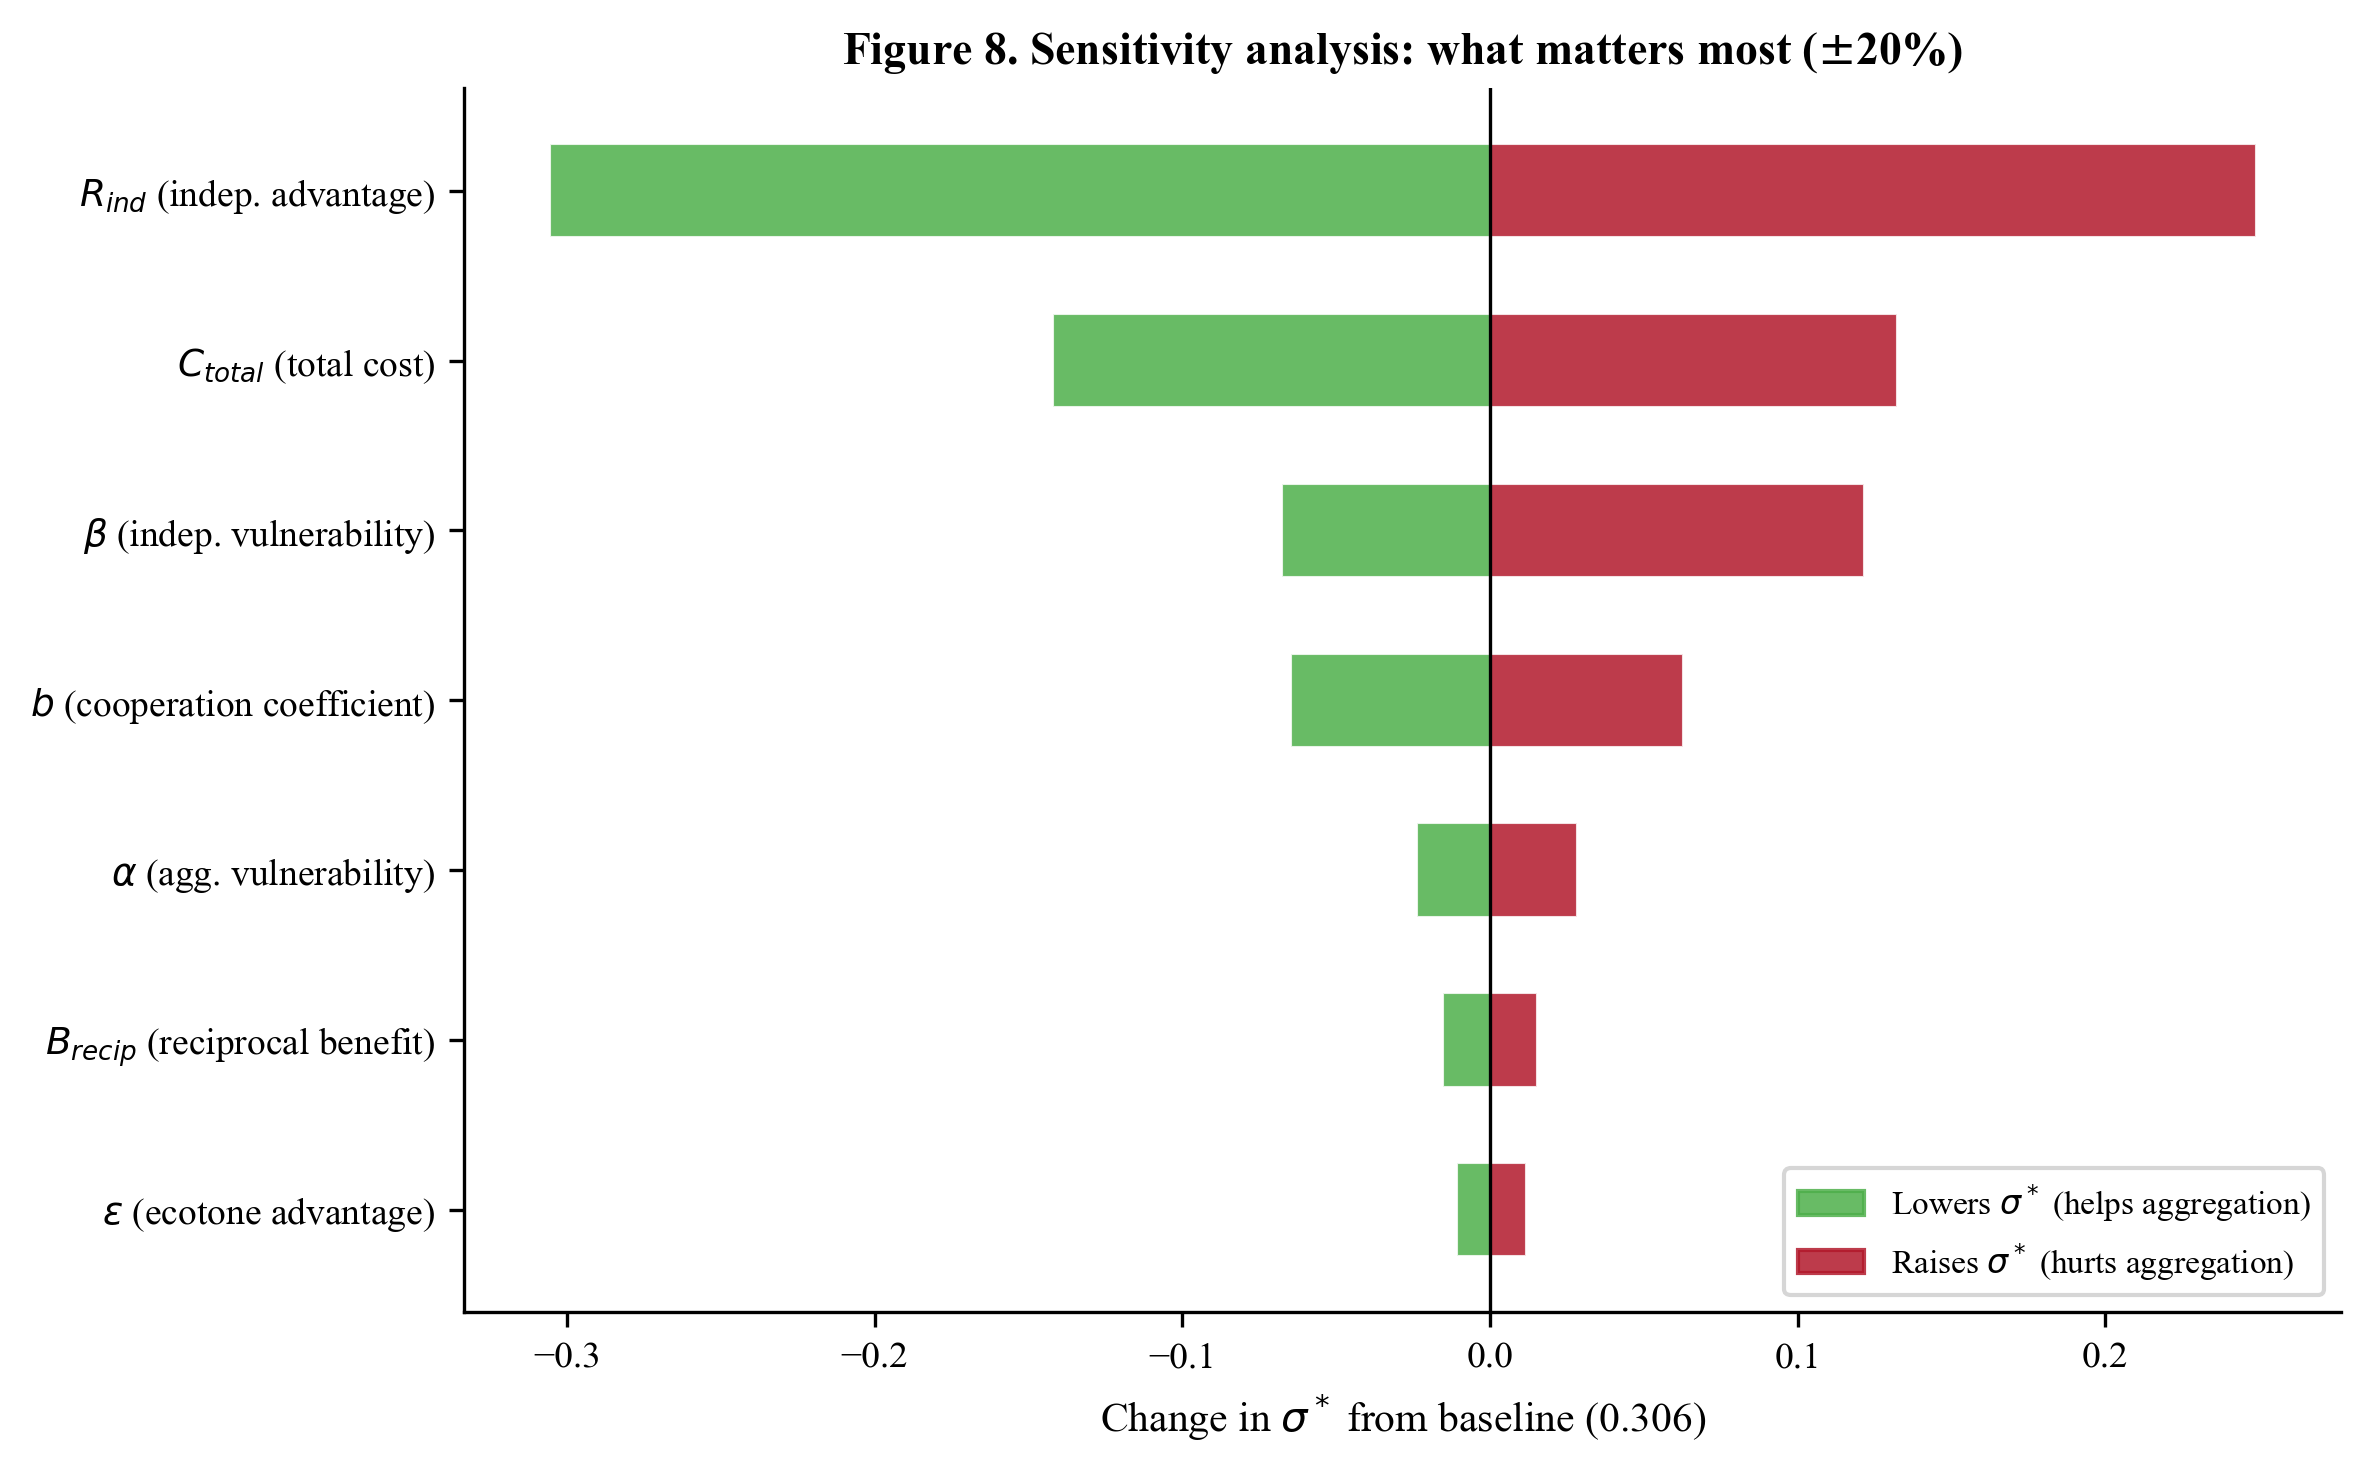 Figure 8. Sensitivity analysis: what matters most (±20%)
R_ind (indep. advantage)
C_total (total cost)
β (indep. vulnerability)
b (cooperation coefficient)
α (agg. vulnerability)
B_recip (reciprocal benefit)
ε (ecotone advantage)
Lowers σ* (helps aggregation)
Raises σ* (hurts aggregation)
−0.3 −0.2 −0.1 0.0 0.1 0.2
Change in σ* from baseline (0.306)